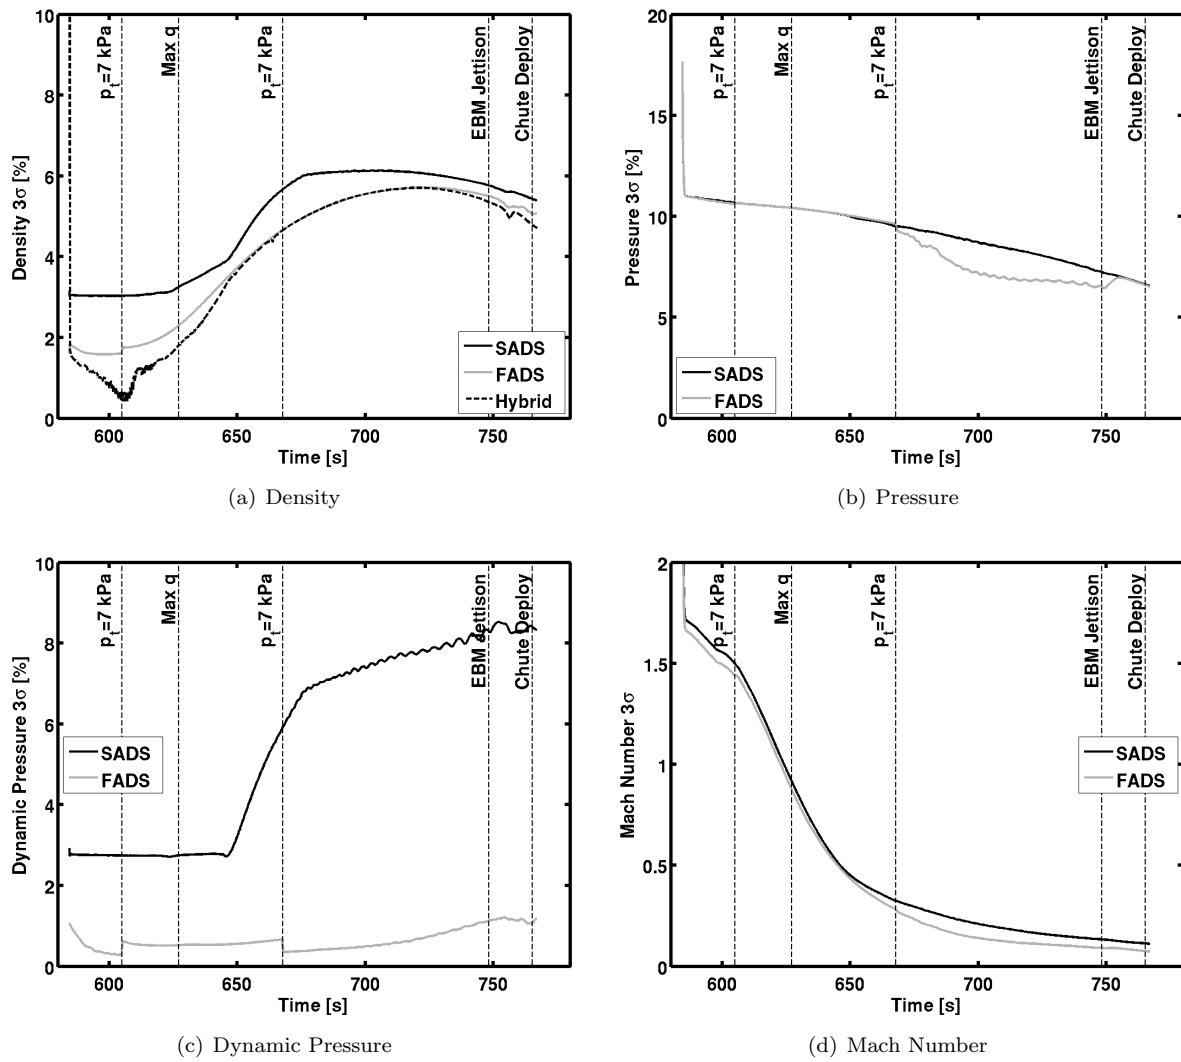 Density 3σ [%]
10
8
6
4
2
0
p_t=7 kPa
Max q
p_t=7 kPa
EBM Jettison
Chute Deploy
SADS
FADS
Hybrid
600 650 700 750
Time [s]
(a) Density
Pressure 3σ [%]
20
15
10
5
0
p_t=7 kPa
Max q
p_t=7 kPa
EBM Jettison
Chute Deploy
SADS
FADS
600 650 700 750
Time [s]
(b) Pressure
Dynamic Pressure 3σ [%]
10
8
6
4
2
0
p_t=7 kPa
Max q
p_t=7 kPa
EBM Jettison
Chute Deploy
SADS
FADS
600 650 700 750
Time [s]
(c) Dynamic Pressure
Mach Number 3σ
2
1.5
1
0.5
0
p_t=7 kPa
Max q
p_t=7 kPa
EBM Jettison
Chute Deploy
SADS
FADS
600 650 700 750
Time [s]
(d) Mach Number